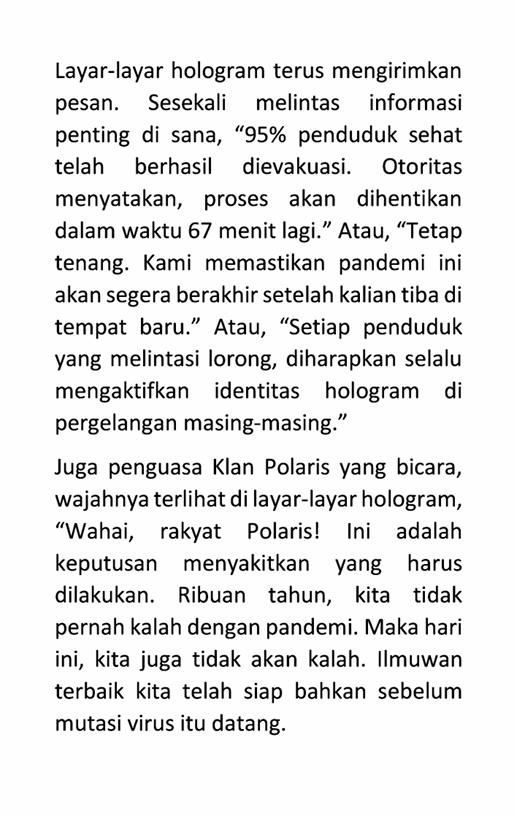 Layar-layar hologram terus mengirimkan
pesan. Sesekali melintas informasi
penting di sana, “95% penduduk sehat
telah berhasil dievakuasi. Otoritas
menyatakan, proses akan dihentikan
dalam waktu 67 menit lagi.” Atau, “Tetap
tenang. Kami memastikan pandemi ini
akan segera berakhir setelah kalian tiba di
tempat baru.” Atau, “Setiap penduduk
yang melintasi lorong, diharapkan selalu
mengaktifkan identitas hologram di
pergelangan masing-masing.”
Juga penguasa Klan Polaris yang bicara,
wajahnya terlihat di layar-layar hologram,
“Wahai, rakyat Polaris! Ini adalah
keputusan menyakitkan yang harus
dilakukan. Ribuan tahun, kita tidak
pernah kalah dengan pandemi. Maka hari
ini, kita juga tidak akan kalah. Ilmuwan
terbaik kita telah siap bahkan sebelum
mutasi virus itu datang.